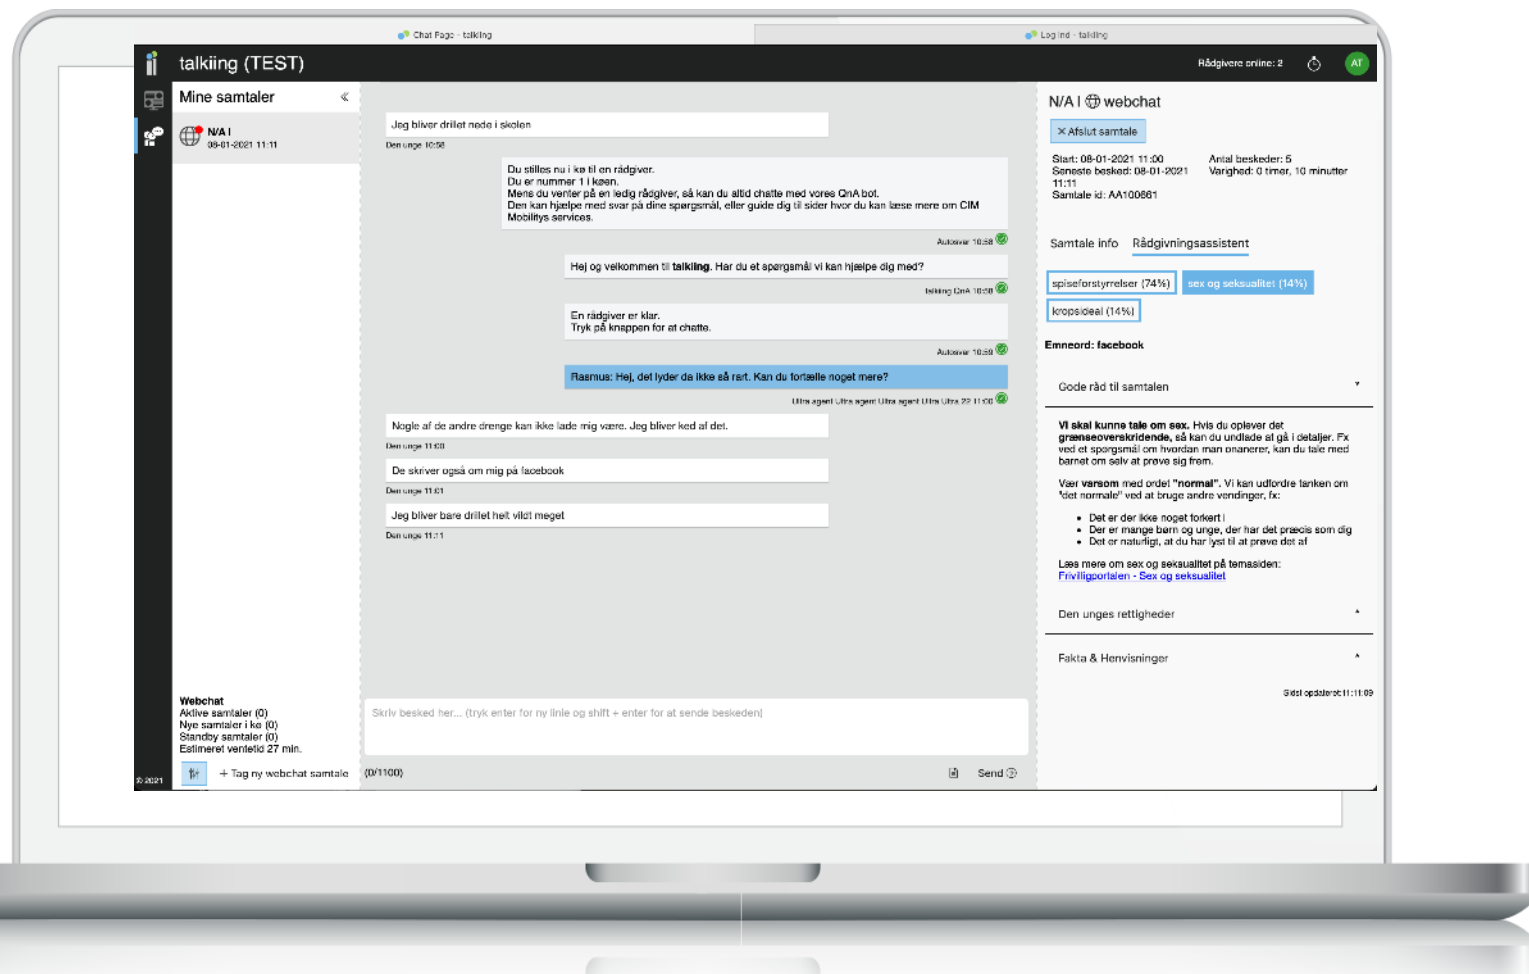 Chat Page - talkiing
Log ind - talkiing
talkiing (TEST)
Rådgivere online: 2
AT
Mine samtaler
N/A I
08-01-2021 11:11
Jeg bliver drillet nede i skolen
Den unge 10:58
Du stilles nu i kø til en rådgiver.
Du er nummer 1 i køen.
Mens du venter på en ledig rådgiver, så kan du altid chatte med vores QnA bot.
Den kan hjælpe med svar på dine spørgsmål, eller guide dig til sider hvor du kan læse mere om CIM
Mobilitys services.
Autosvar 10:58
Hej og velkommen til talkiing. Har du et spørgsmål vi kan hjælpe dig med?
talkiing QnA 10:58
En rådgiver er klar.
Tryk på knappen for at chatte.
Autosvar 10:59
Rasmus: Hej, det lyder da ikke så rart. Kan du fortælle noget mere?
Ultra agent Ultra agent Ultra agent Ultra Ultra 22 11:00
Nogle af de andre drenge kan ikke lade mig være. Jeg bliver ked af det.
Den unge 11:00
De skriver også om mig på facebook
Den unge 11:01
Jeg bliver bare drillet helt vildt meget
Den unge 11:11
Skriv besked her... (tryk enter for ny linie og shift + enter for at sende beskeden)
(0/1100)
Send
Webchat
Aktive samtaler (0)
Nye samtaler i kø (0)
Standby samtaler (0)
Estimeret ventetid 27 min.
+ Tag ny webchat samtale
© 2021
N/A I webchat
× Afslut samtale
Start: 08-01-2021 11:00
Seneste besked: 08-01-2021
11:11
Samtale id: AA100661
Antal beskeder: 5
Varighed: 0 timer, 10 minutter
Samtale info Rådgivningsassistent
spiseforstyrrelser (74%) sex og seksualitet (14%)
kropsideal (14%)
Emneord: facebook
Gode råd til samtalen
Vi skal kunne tale om sex. Hvis du oplever det
grænseoverskridende, så kan du undlade at gå i detaljer. Fx
ved et spørgsmål om hvordan man onanerer, kan du tale med
barnet om selv at prøve sig frem.
Vær varsom med ordet "normal". Vi kan udfordre tanken om
"det normale" ved at bruge andre vendinger, fx:
• Det er der ikke noget forkert i
• Der er mange børn og unge, der har det præcis som dig
• Det er naturligt, at du har lyst til at prøve det af
Læs mere om sex og seksualitet på temasiden:
Frivilligportalen - Sex og seksualitet
Den unges rettigheder
Fakta & Henvisninger
Sidst opdateret:11:11:09